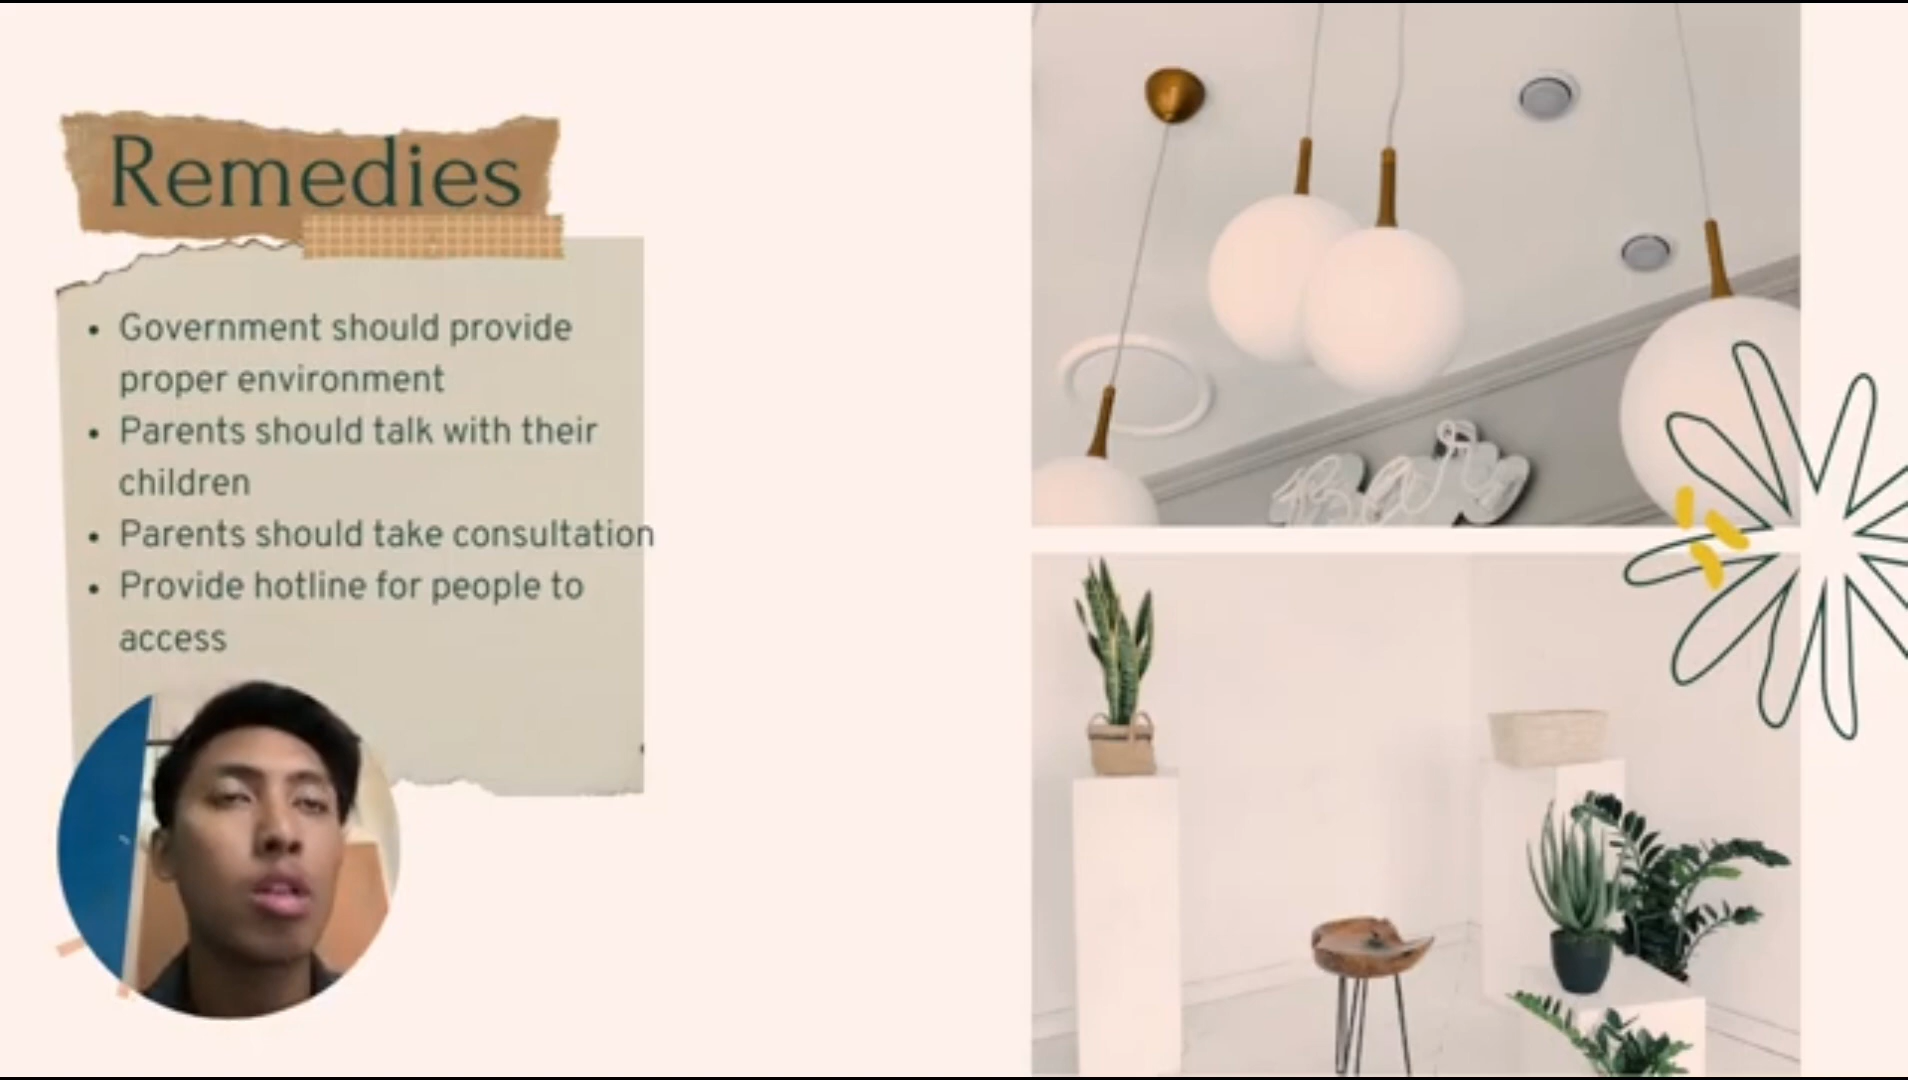 Remedies
• Government should provide
proper environment
• Parents should talk with their
children
• Parents should take consultation
• Provide hotline for people to
access
Bar